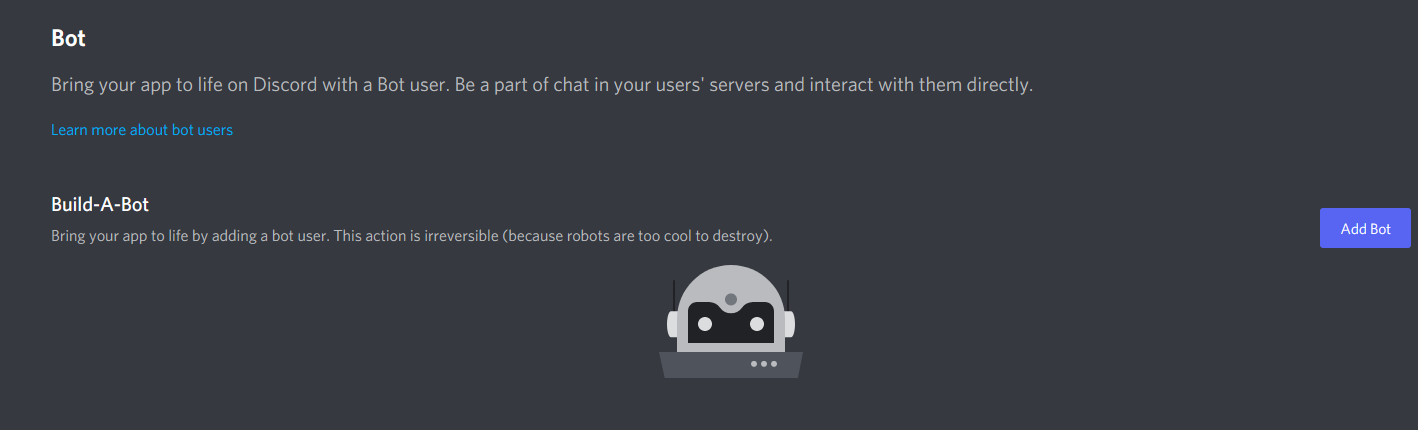 Bot
Bring your app to life on Discord with a Bot user. Be a part of chat in your users' servers and interact with them directly.
Learn more about bot users
Build-A-Bot
Bring your app to life by adding a bot user. This action is irreversible (because robots are too cool to destroy).
Add Bot